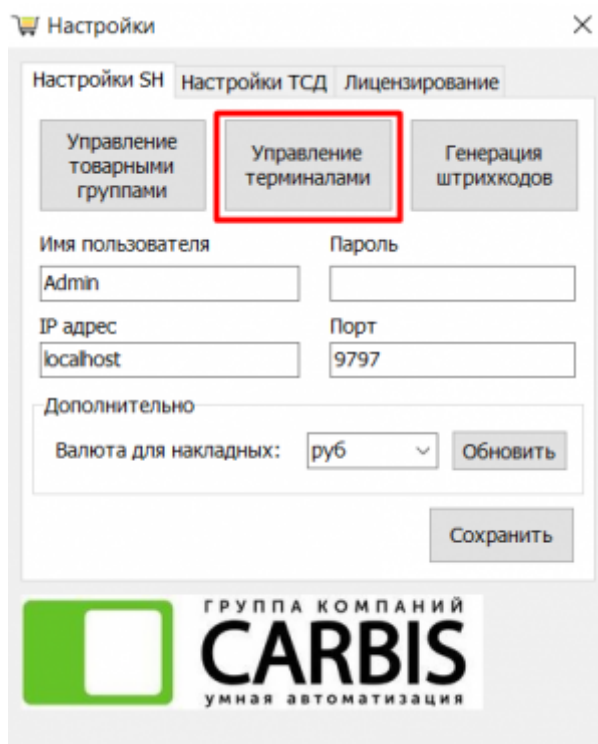 Настройки
Настройки SH Настройки ТСД Лицензирование
Управление
товарными
группами
Управление
терминалами
Генерация
штрихкодов
Имя пользователя Пароль
Admin
IP адрес Порт
localhost 9797
Дополнительно
Валюта для накладных: руб Обновить
Сохранить
ГРУППА КОМПАНИЙ
CARBIS
умная автоматизация